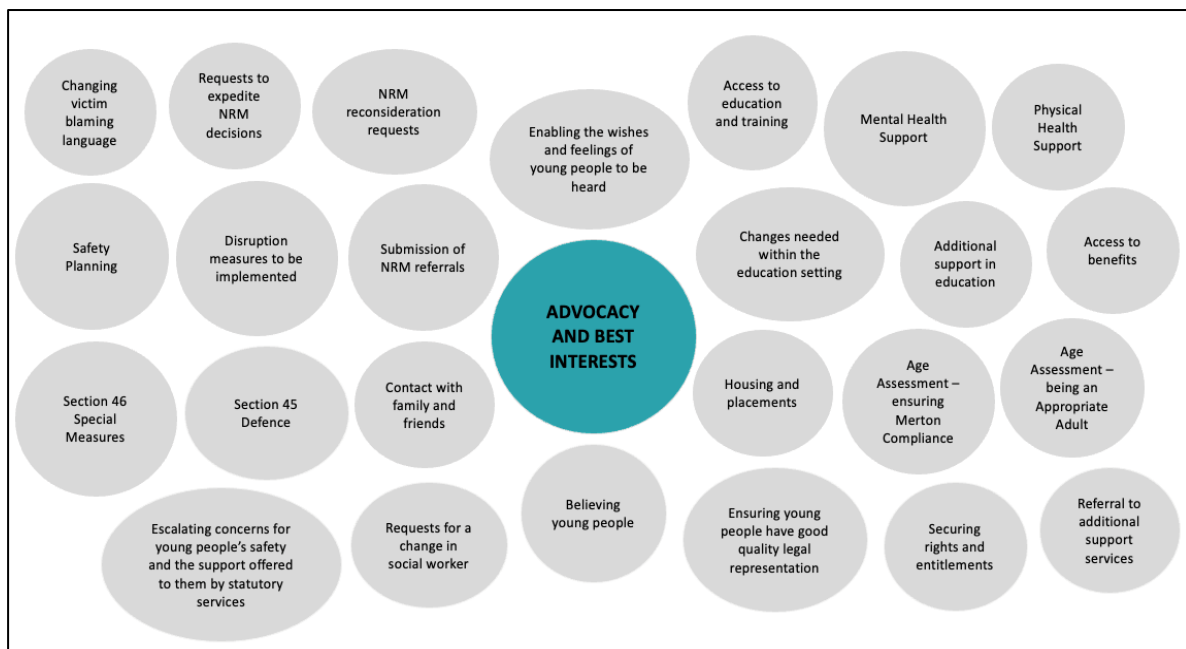 Changing
victim
blaming
language
Requests to
expedite
NRM
decisions
NRM
reconsideration
requests
Enabling the wishes
and feelings of
young people to be
heard
Access to
education
and training
Mental Health
Support
Physical
Health
Support
Safety
Planning
Disruption
measures to be
implemented
Submission of
NRM referrals
ADVOCACY
AND BEST
INTERESTS
Changes needed
within the
education setting
Additional
support in
education
Access to
benefits
Section 46
Special
Measures
Section 45
Defence
Contact with
family and
friends
Housing and
placements
Age
Assessment –
ensuring
Merton
Compliance
Age
Assessment –
being an
Appropriate
Adult
Escalating concerns for
young people's safety
and the support offered
to them by statutory
services
Requests for a
change in
social worker
Believing
young people
Ensuring young
people have good
quality legal
representation
Securing
rights and
entitlements
Referral to
additional
support
services